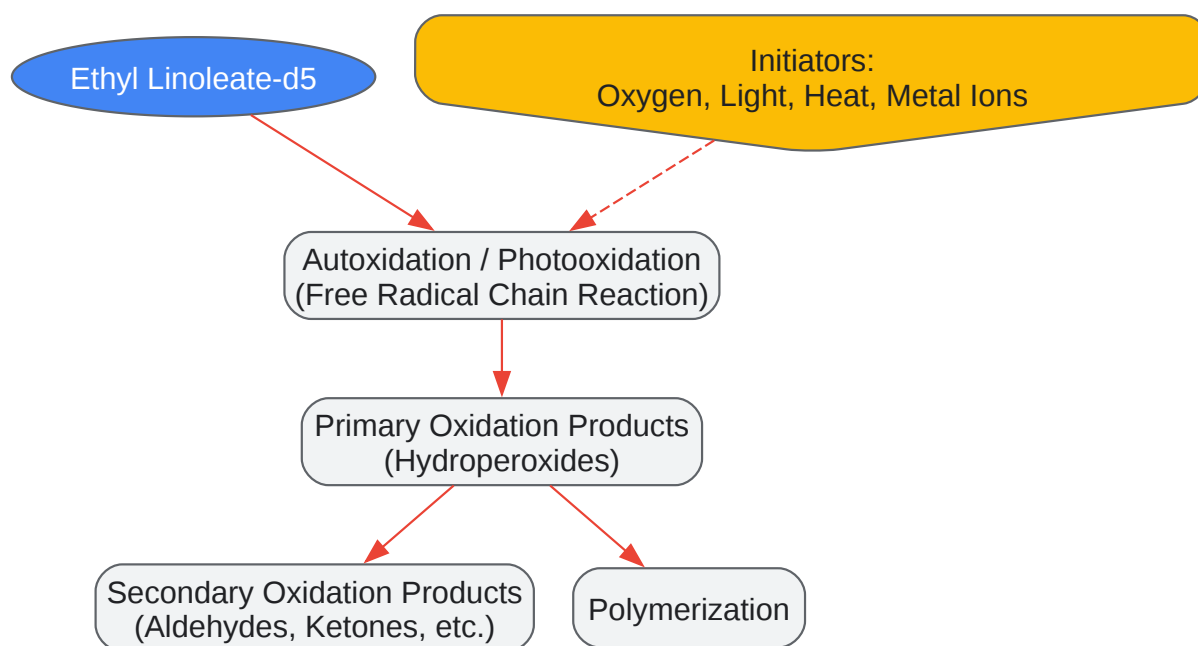 Ethyl Linoleate-d5
Initiators:
Oxygen, Light, Heat, Metal Ions
Autoxidation / Photooxidation
(Free Radical Chain Reaction)
Primary Oxidation Products
(Hydroperoxides)
Secondary Oxidation Products
(Aldehydes, Ketones, etc.)
Polymerization